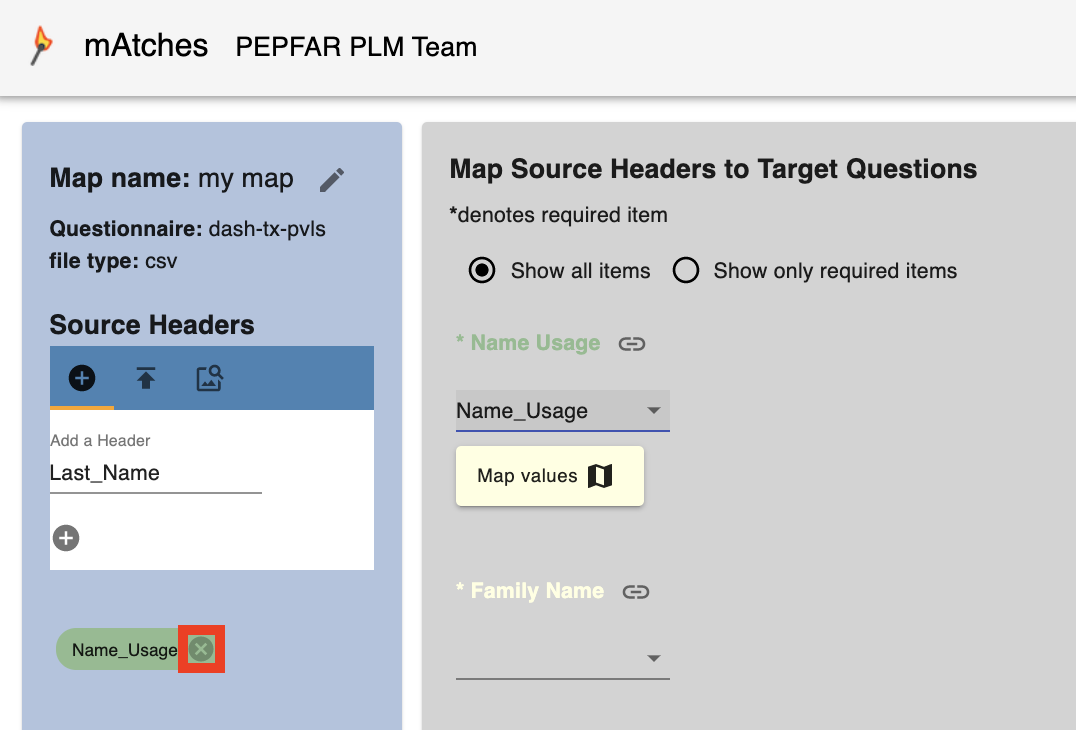 mAtches PEPFAR PLM Team
Map name: my map
Questionnaire: dash-tx-pvls
file type: csv
Source Headers
Add a Header
Last_Name
Name_Usage
Map Source Headers to Target Questions
*denotes required item
Show all items Show only required items
* Name Usage
Name_Usage
Map values
* Family Name